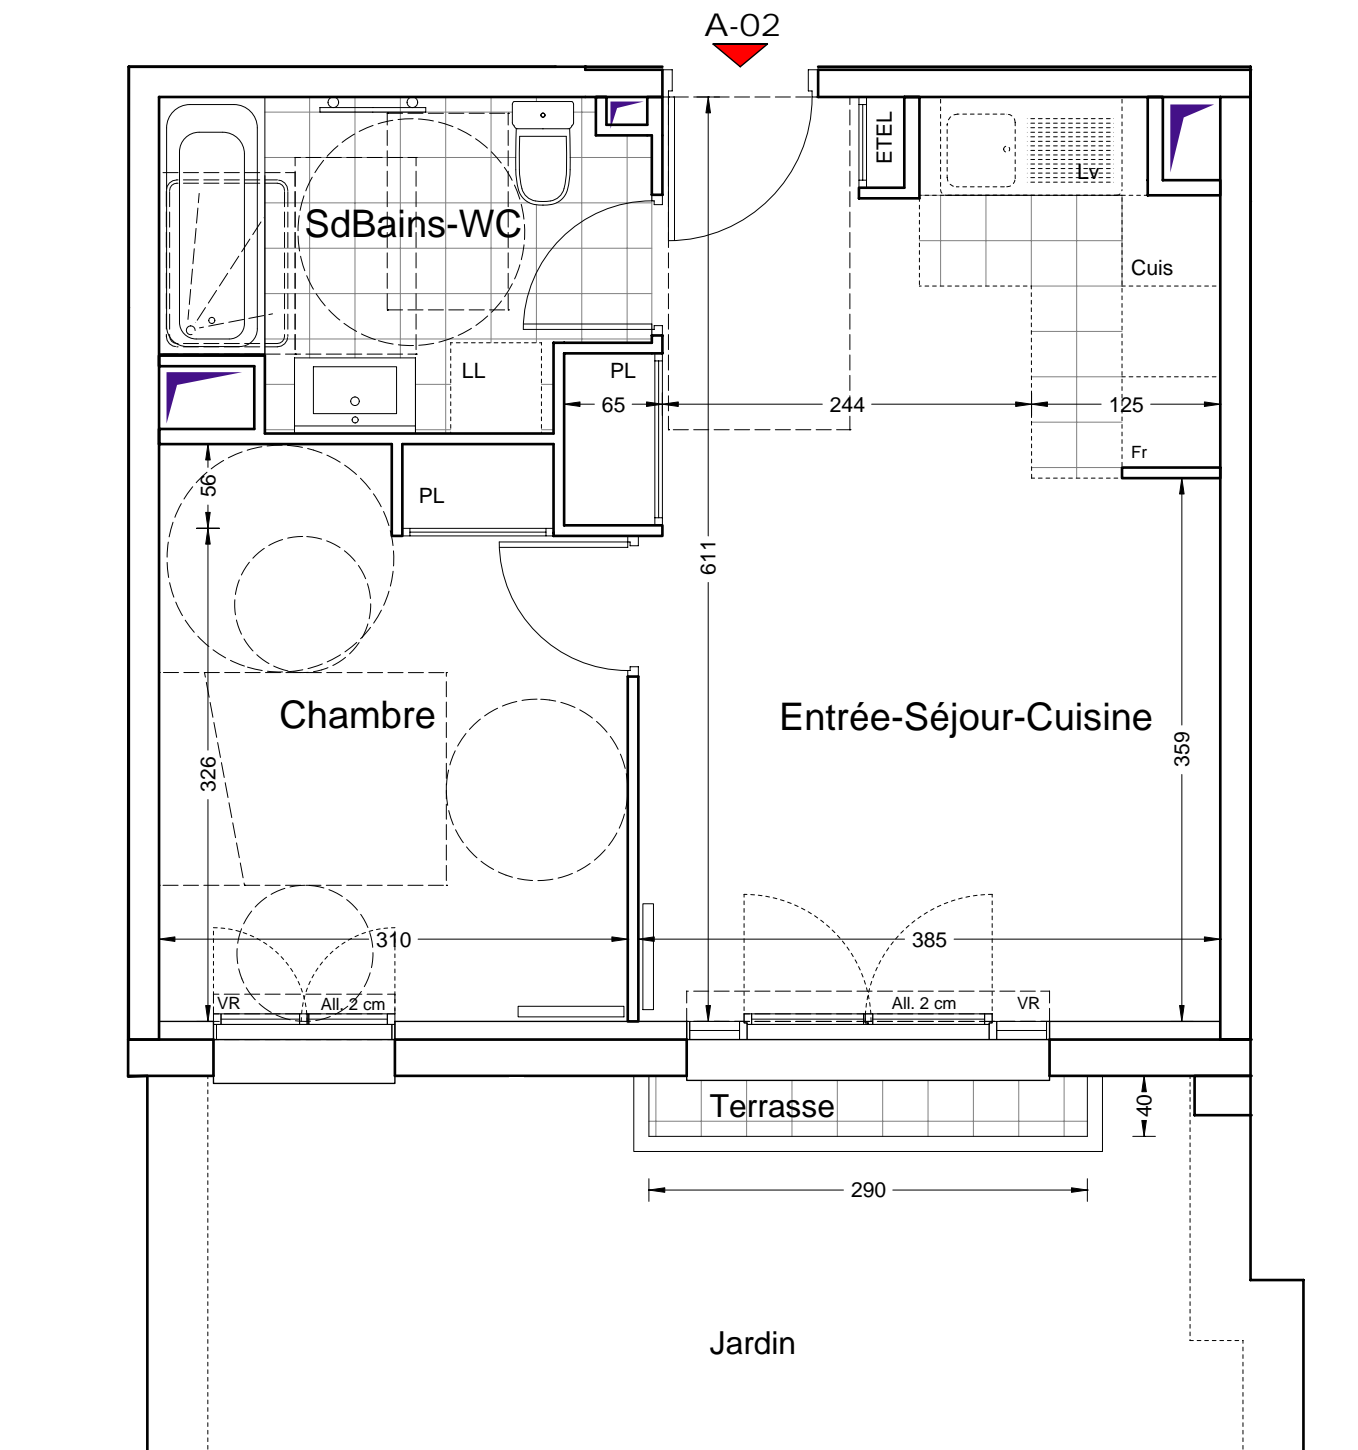 A-02
ETEL
Lv
SdBains-WC
Cuis
LL
PL
65
244
125
Fr
56
PL
611
Chambre
Entrée-Séjour-Cuisine
326
359
310
385
VR
All. 2 cm
All. 2 cm
VR
Terrasse
40
290
Jardin